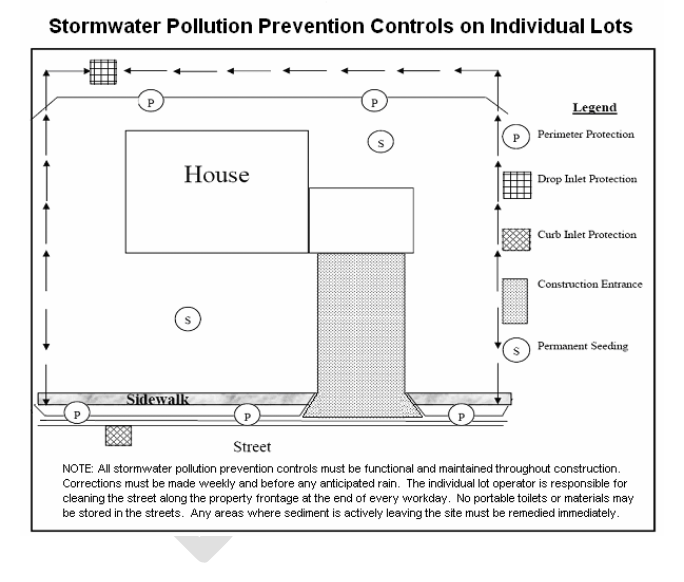 Stormwater Pollution Prevention Controls on Individual Lots
P
P
S
House
Legend
P Perimeter Protection
Drop Inlet Protection
Curb Inlet Protection
Construction Entrance
S Permanent Seeding
S
Sidewalk
P
P
P
Street
NOTE: All stormwater pollution prevention controls must be functional and maintained throughout construction.
Corrections must be made weekly and before any anticipated rain. The individual lot operator is responsible for
cleaning the street along the property frontage at the end of every workday. No portable toilets or materials may
be stored in the streets. Any areas where sediment is actively leaving the site must be remedied immediately.